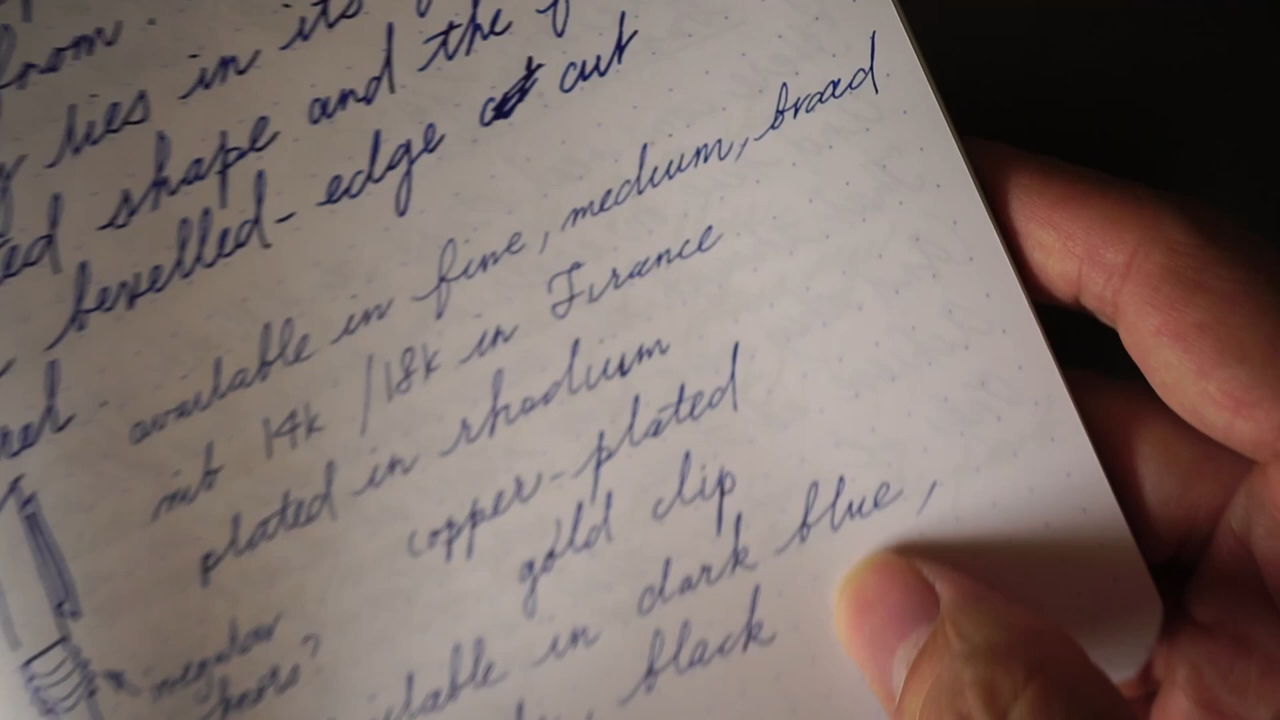 from.
lies in its
shape and the
bevelled-edge cut
available in fine, medium, broad
nib 14k /18k in France
plated in rhodium
copper-plated
gold clip
in dark blue,
black